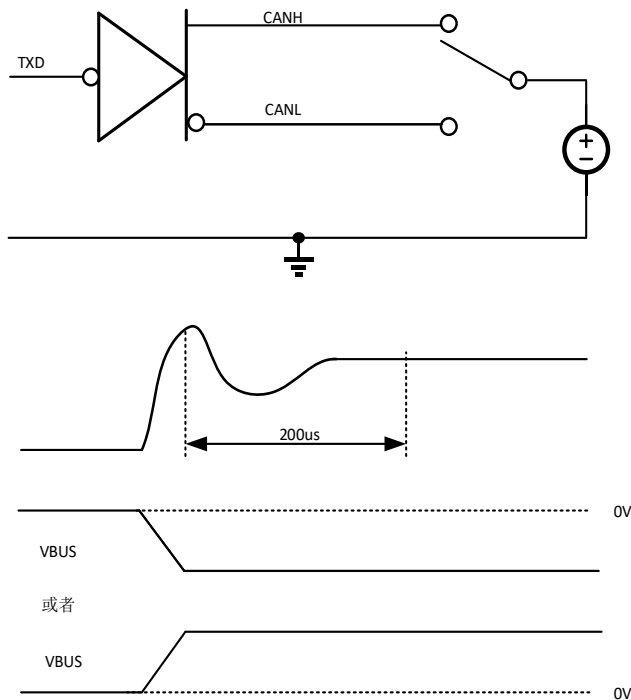 CANH
TXD
CANL
+
−
200us
0V
VBUS
或者
VBUS
0V